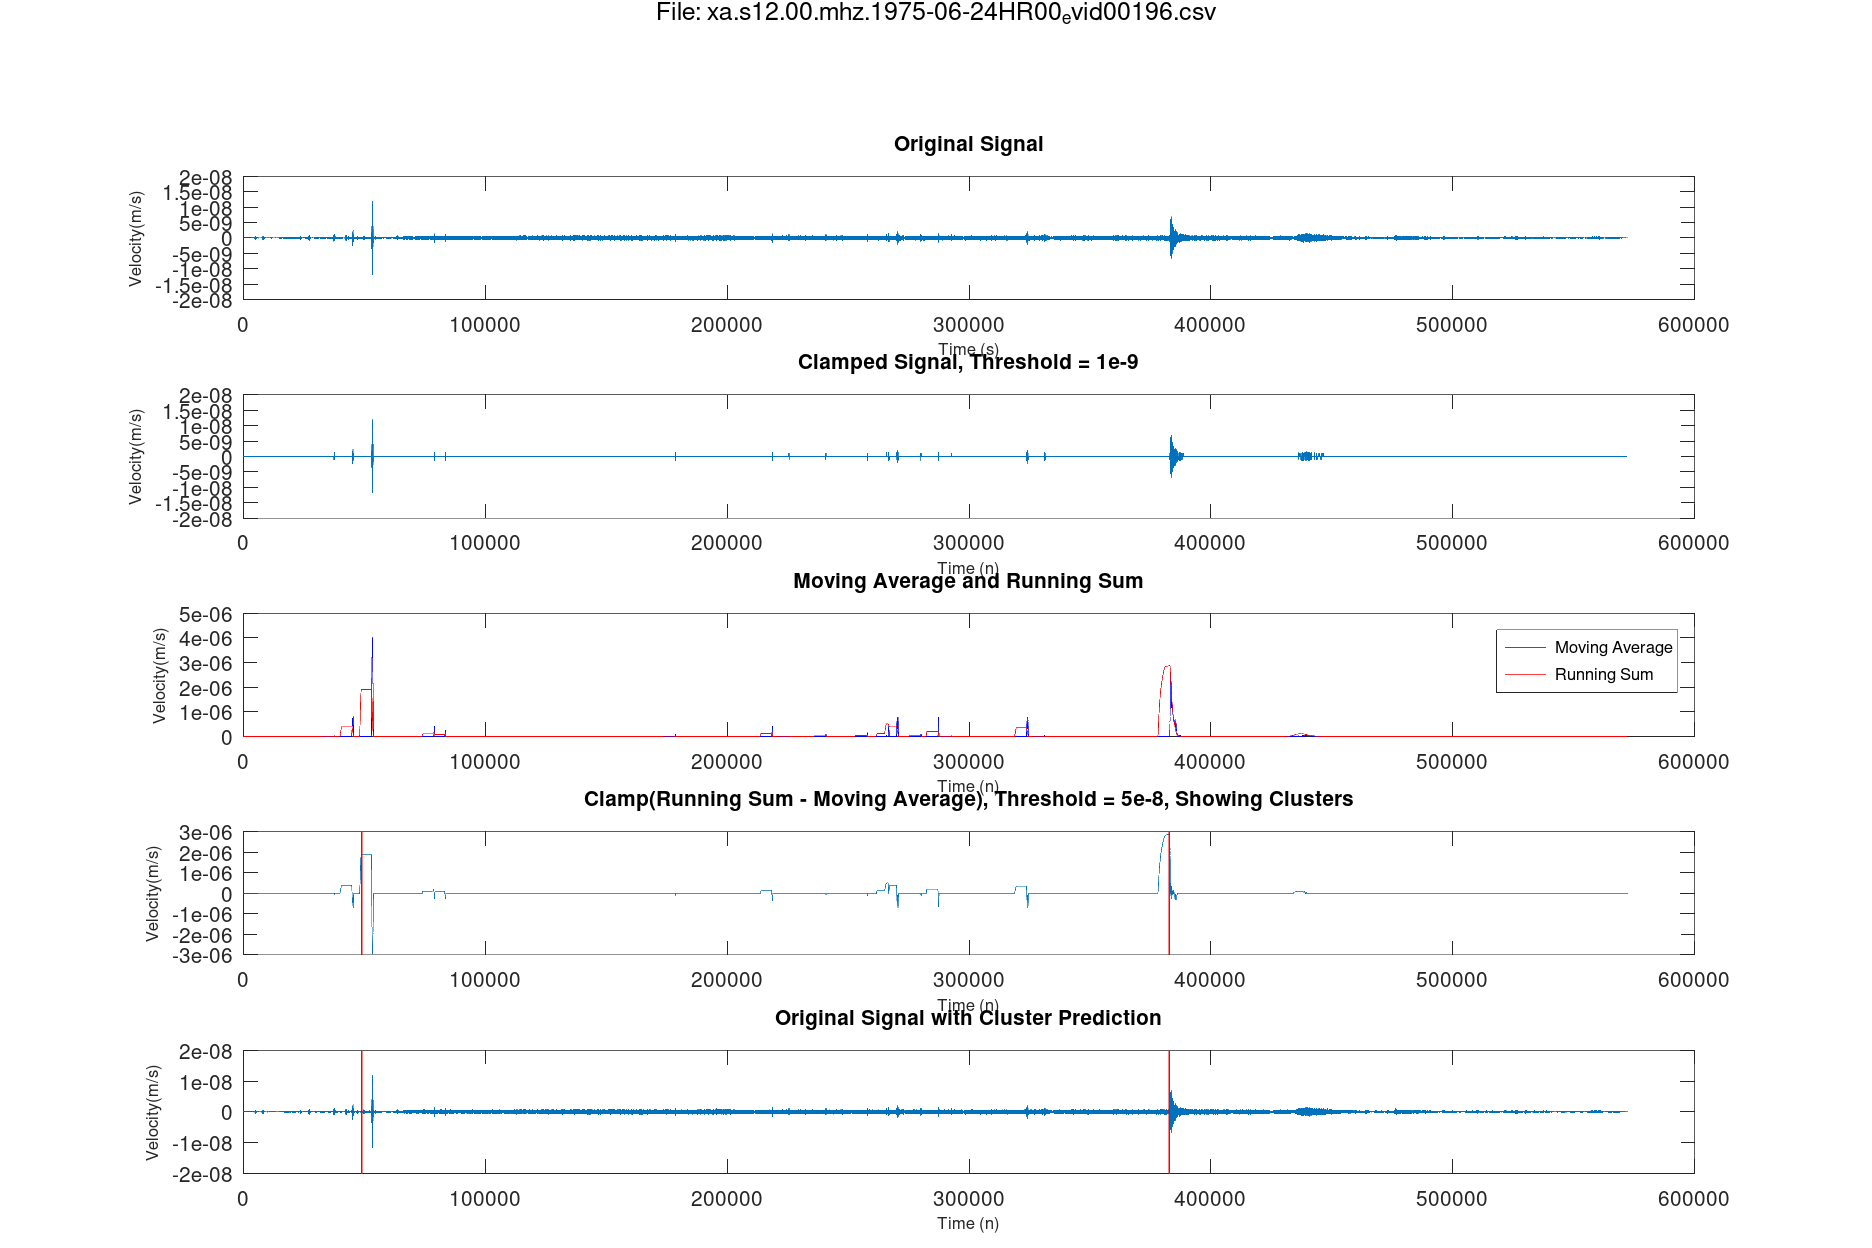 File: xa.s12.00.mhz.1975-06-24HR00evid00196.csv
Original Signal
Velocity(m/s)
2e-08
1.5e-08
1e-08
5e-09
0
-5e-09
-1e-08
-1.5e-08
-2e-08
0 100000 200000 300000 400000 500000 600000
Time (s)
Clamped Signal, Threshold = 1e-9
Velocity(m/s)
2e-08
1.5e-08
1e-08
5e-09
0
-5e-09
-1e-08
-1.5e-08
-2e-08
0 100000 200000 300000 400000 500000 600000
Time (n)
Moving Average and Running Sum
Velocity(m/s)
5e-06
4e-06
3e-06
2e-06
1e-06
0
Moving Average
Running Sum
0 100000 200000 300000 400000 500000 600000
Time (n)
Clamp(Running Sum - Moving Average), Threshold = 5e-8, Showing Clusters
Velocity(m/s)
3e-06
2e-06
1e-06
0
-1e-06
-2e-06
-3e-06
0 100000 200000 300000 400000 500000 600000
Time (n)
Original Signal with Cluster Prediction
Velocity(m/s)
2e-08
1e-08
0
-1e-08
-2e-08
0 100000 200000 300000 400000 500000 600000
Time (n)